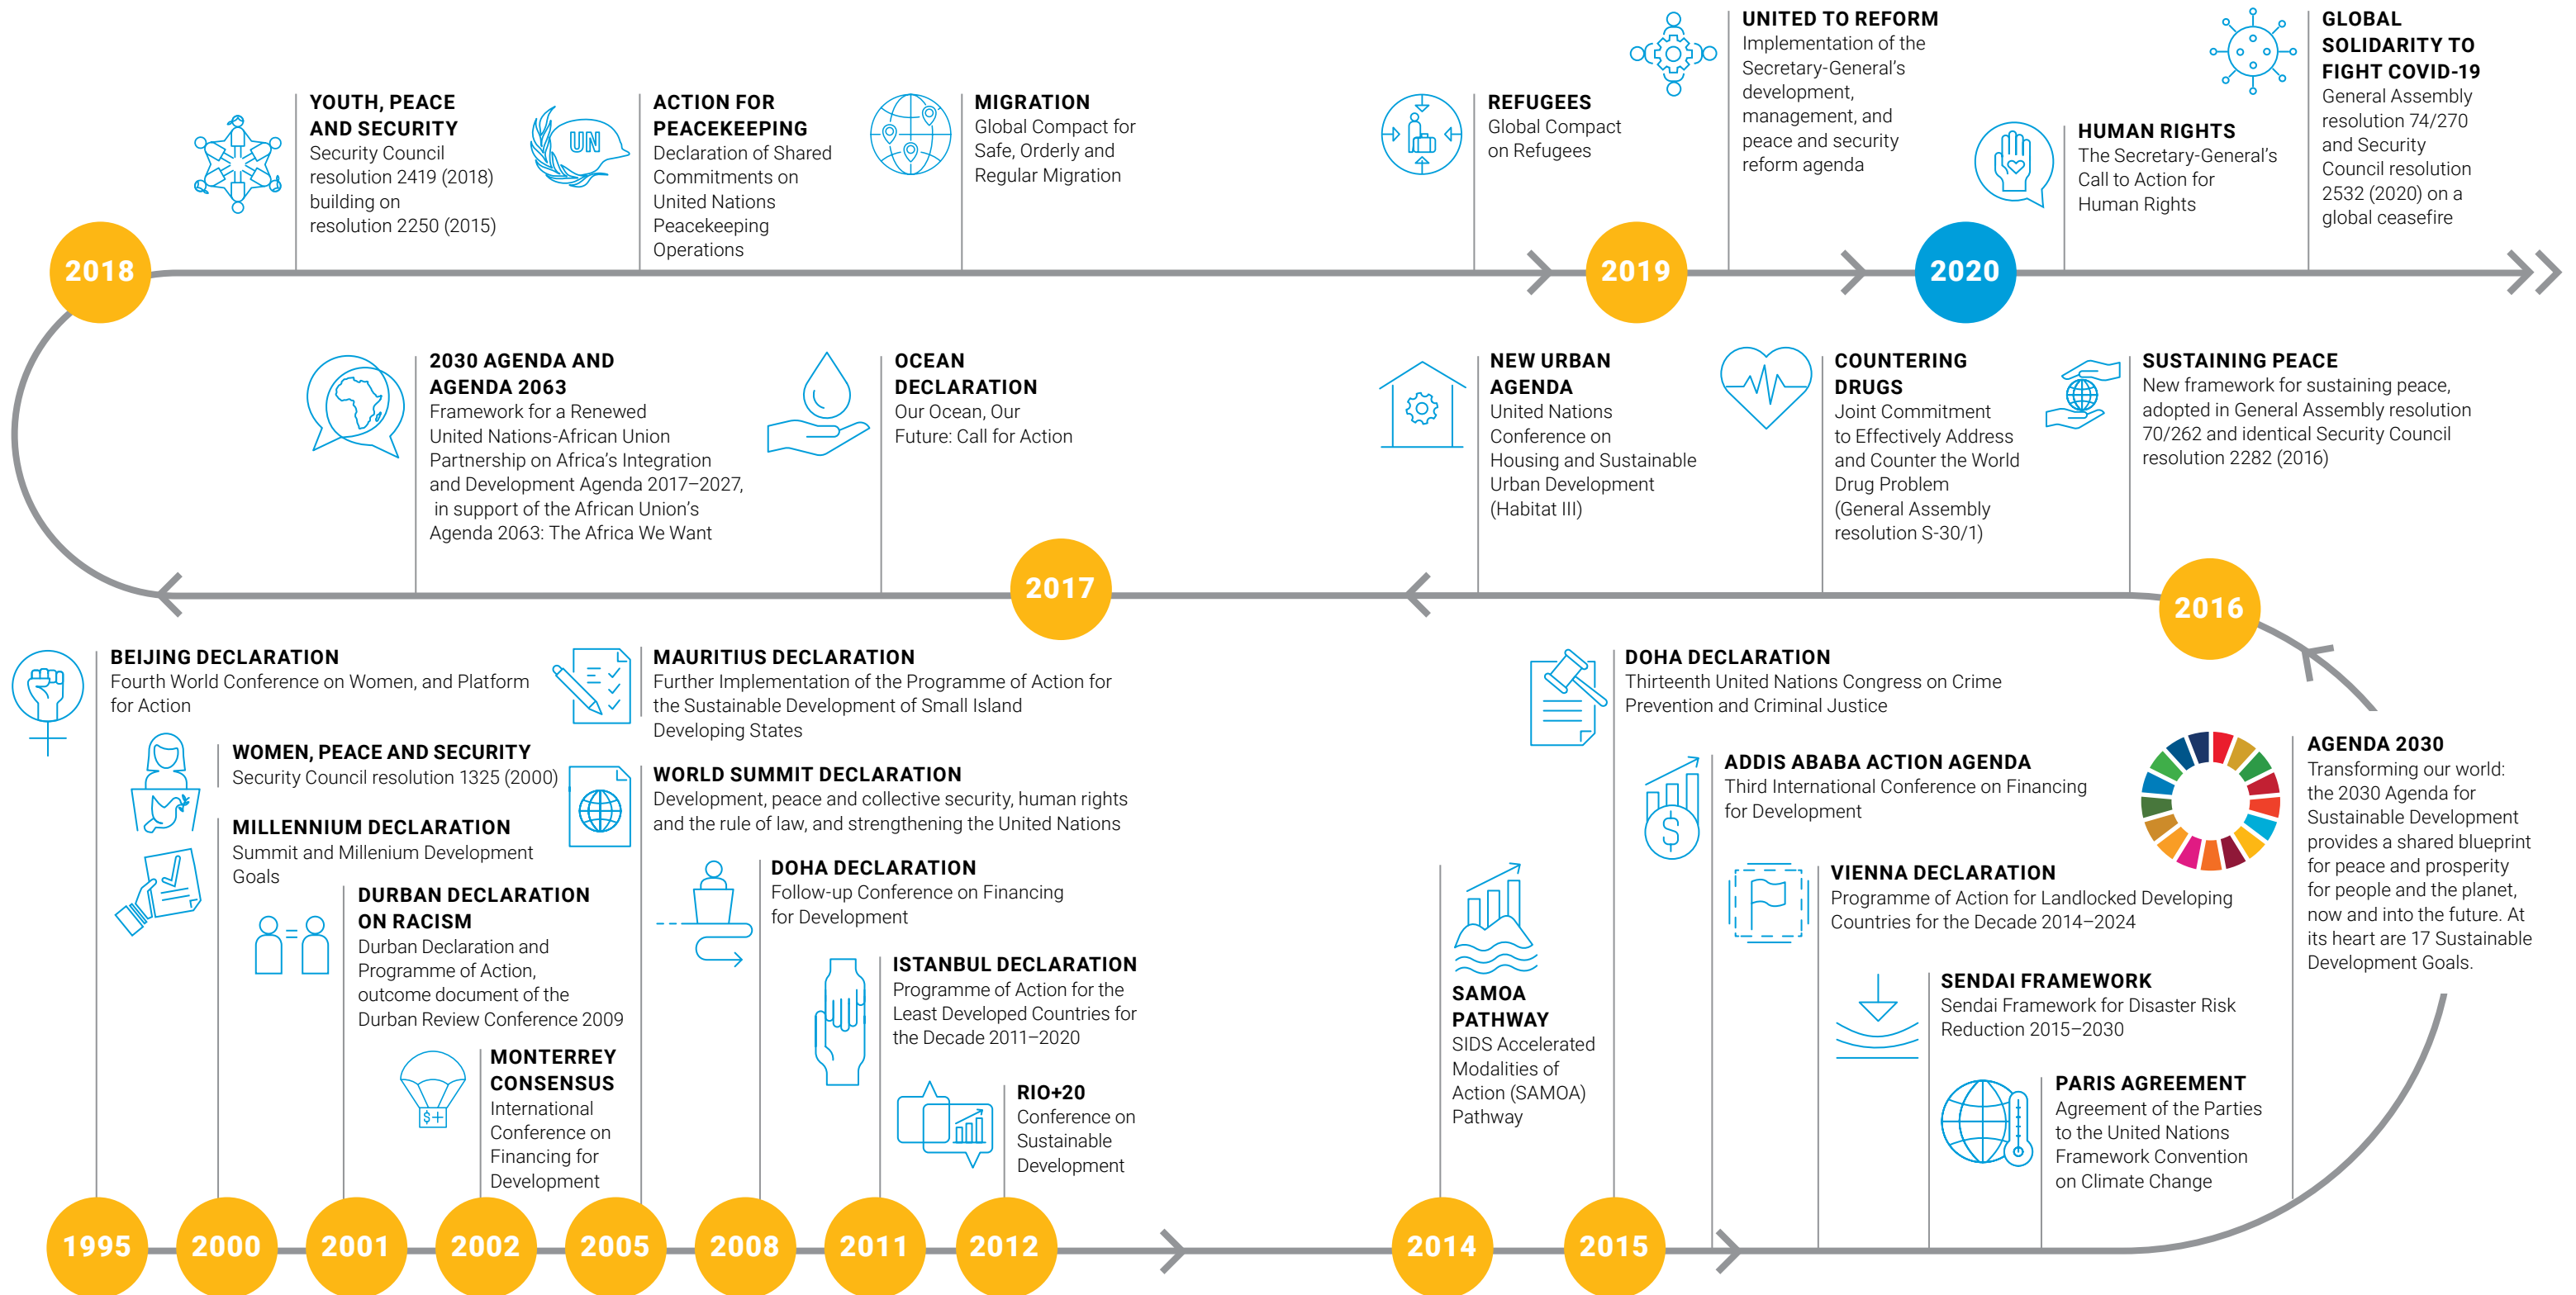 YOUTH, PEACE
AND SECURITY
Security Council
resolution 2419 (2018)
building on
resolution 2250 (2015)
UN
ACTION FOR
PEACEKEEPING
Declaration of Shared
Commitments on
United Nations
Peacekeeping
Operations
MIGRATION
Global Compact for
Safe, Orderly and
Regular Migration
REFUGEES
Global Compact
on Refugees
UNITED TO REFORM
Implementation of the
Secretary-General's
development,
management, and
peace and security
reform agenda
HUMAN RIGHTS
The Secretary-General's
Call to Action for
Human Rights
GLOBAL
SOLIDARITY TO
FIGHT COVID-19
General Assembly
resolution 74/270
and Security
Council resolution
2532 (2020) on a
global ceasefire
2018
2019
2020
2030 AGENDA AND
AGENDA 2063
Framework for a Renewed
United Nations-African Union
Partnership on Africa's Integration
and Development Agenda 2017–2027,
in support of the African Union's
Agenda 2063: The Africa We Want
OCEAN
DECLARATION
Our Ocean, Our
Future: Call for Action
NEW URBAN
AGENDA
United Nations
Conference on
Housing and Sustainable
Urban Development
(Habitat III)
COUNTERING
DRUGS
Joint Commitment
to Effectively Address
and Counter the World
Drug Problem
(General Assembly
resolution S-30/1)
SUSTAINING PEACE
New framework for sustaining peace,
adopted in General Assembly resolution
70/262 and identical Security Council
resolution 2282 (2016)
2017
2016
BEIJING DECLARATION
Fourth World Conference on Women, and Platform
for Action
WOMEN, PEACE AND SECURITY
Security Council resolution 1325 (2000)
MILLENNIUM DECLARATION
Summit and Millenium Development
Goals
DURBAN DECLARATION
ON RACISM
Durban Declaration and
Programme of Action,
outcome document of the
Durban Review Conference 2009
$+
MONTERREY
CONSENSUS
International
Conference on
Financing for
Development
MAURITIUS DECLARATION
Further Implementation of the Programme of Action for
the Sustainable Development of Small Island
Developing States
WORLD SUMMIT DECLARATION
Development, peace and collective security, human rights
and the rule of law, and strengthening the United Nations
DOHA DECLARATION
Follow-up Conference on Financing
for Development
ISTANBUL DECLARATION
Programme of Action for the
Least Developed Countries for
the Decade 2011–2020
RIO+20
Conference on
Sustainable
Development
SAMOA
PATHWAY
SIDS Accelerated
Modalities of
Action (SAMOA)
Pathway
DOHA DECLARATION
Thirteenth United Nations Congress on Crime
Prevention and Criminal Justice
$
ADDIS ABABA ACTION AGENDA
Third International Conference on Financing
for Development
VIENNA DECLARATION
Programme of Action for Landlocked Developing
Countries for the Decade 2014–2024
SENDAI FRAMEWORK
Sendai Framework for Disaster Risk
Reduction 2015–2030
PARIS AGREEMENT
Agreement of the Parties
to the United Nations
Framework Convention
on Climate Change
AGENDA 2030
Transforming our world:
the 2030 Agenda for
Sustainable Development
provides a shared blueprint
for peace and prosperity
for people and the planet,
now and into the future. At
its heart are 17 Sustainable
Development Goals.
1995
2000
2001
2002
2005
2008
2011
2012
2014
2015